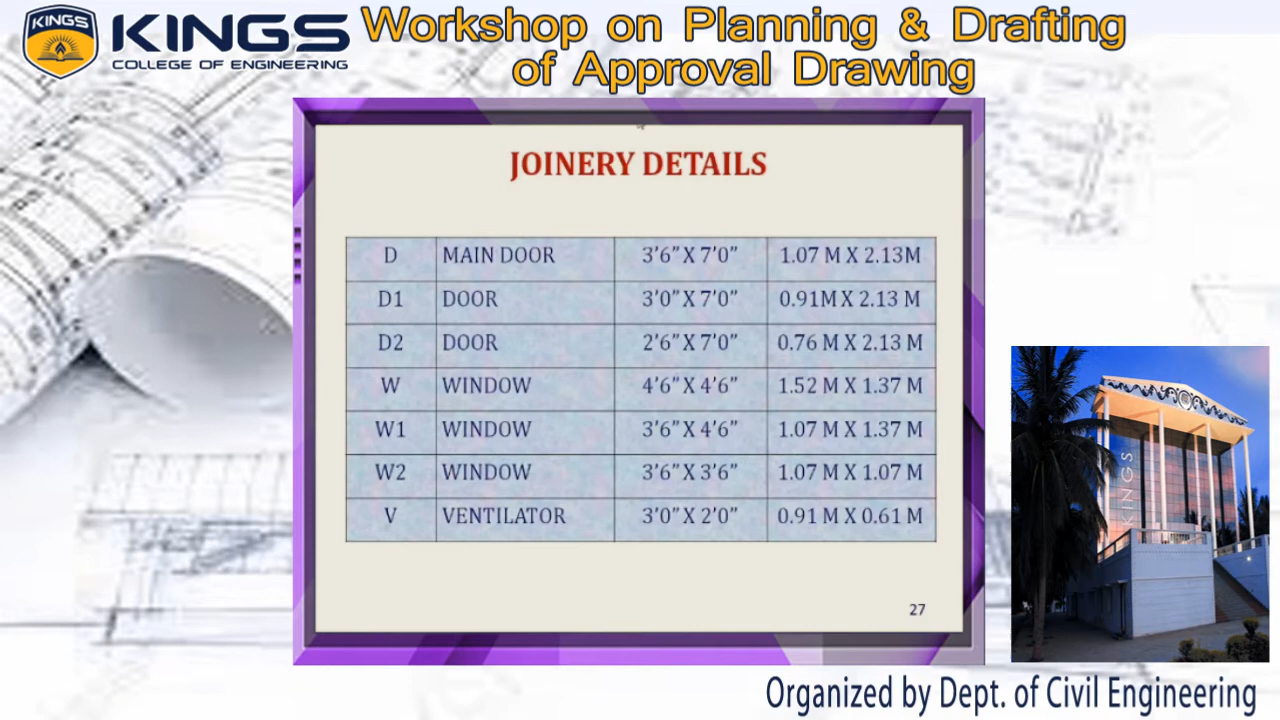 KINGS
KINGS
COLLEGE OF ENGINEERING
Workshop on Planning & Drafting
of Approval Drawing
JOINERY DETAILS
D MAIN DOOR 3’6” X 7’0” 1.07 M X 2.13M
D1 DOOR 3’0” X 7’0” 0.91M X 2.13 M
D2 DOOR 2’6” X 7’0” 0.76 M X 2.13 M
W WINDOW 4’6” X 4’6” 1.52 M X 1.37 M
W1 WINDOW 3’6” X 4’6” 1.07 M X 1.37 M
W2 WINDOW 3’6” X 3’6” 1.07 M X 1.07 M
V VENTILATOR 3’0” X 2’0” 0.91 M X 0.61 M
27
KINGS
Organized by Dept. of Civil Engineering